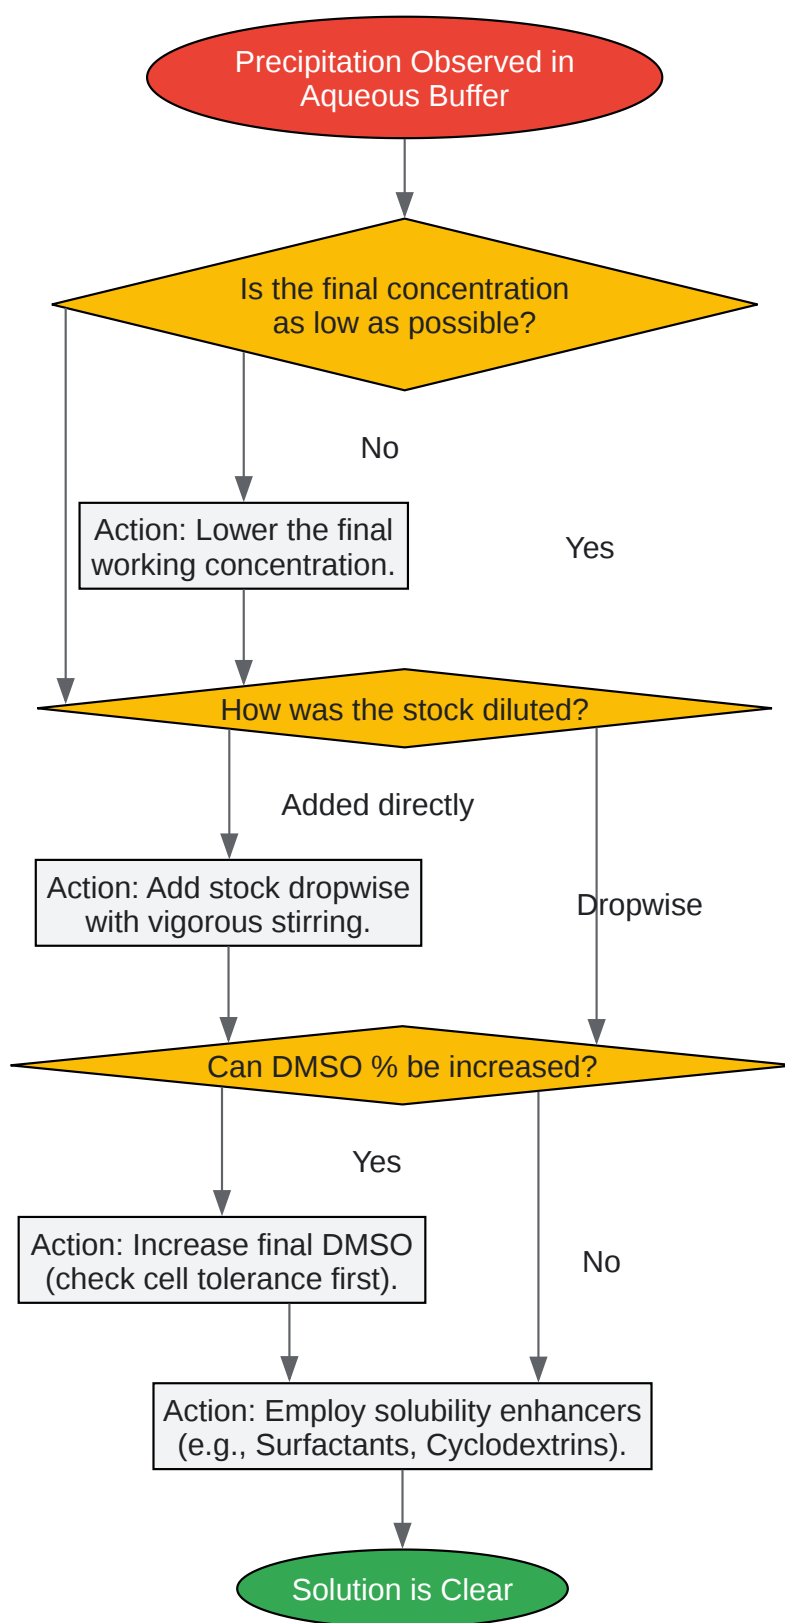 Precipitation Observed in
Aqueous Buffer
Is the final concentration
as low as possible?
No
Action: Lower the final
working concentration.
Yes
How was the stock diluted?
Added directly
Action: Add stock dropwise
with vigorous stirring.
Dropwise
Can DMSO % be increased?
Yes
Action: Increase final DMSO
(check cell tolerance first).
No
Action: Employ solubility enhancers
(e.g., Surfactants, Cyclodextrins).
Solution is Clear